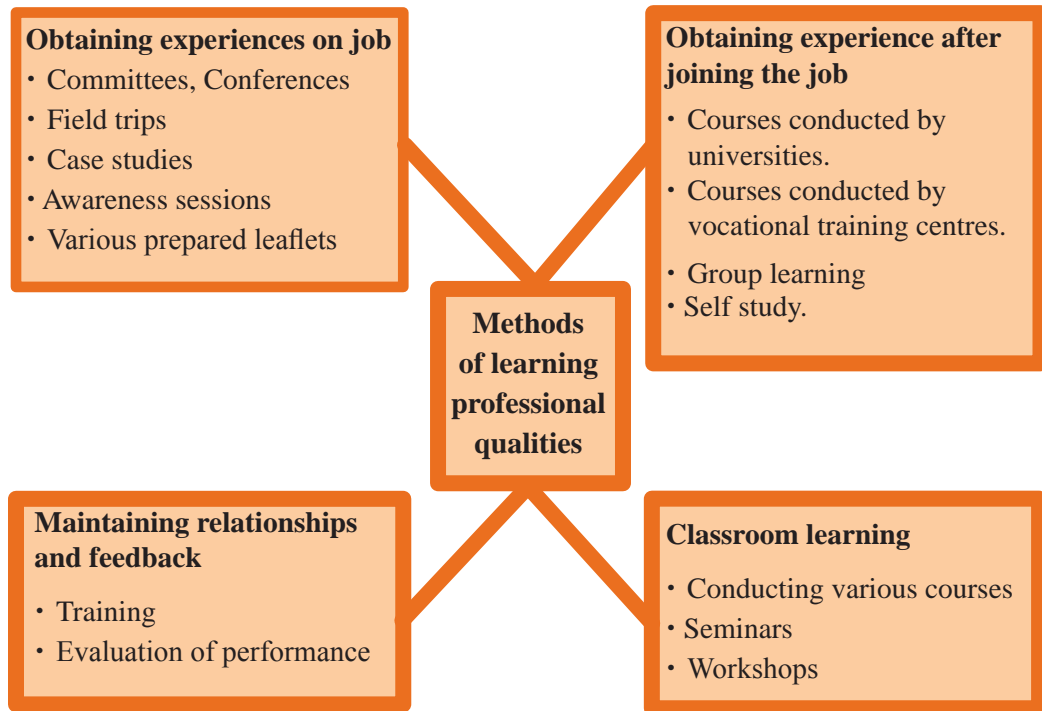 Obtaining experiences on job
· Committees, Conferences
· Field trips
· Case studies
· Awareness sessions
· Various prepared leaflets
Obtaining experience after
joining the job
· Courses conducted by
universities.
· Courses conducted by
vocational training centres.
· Group learning
· Self study.
Methods
of learning
professional
qualities
Maintaining relationships
and feedback
· Training
· Evaluation of performance
Classroom learning
· Conducting various courses
· Seminars
· Workshops